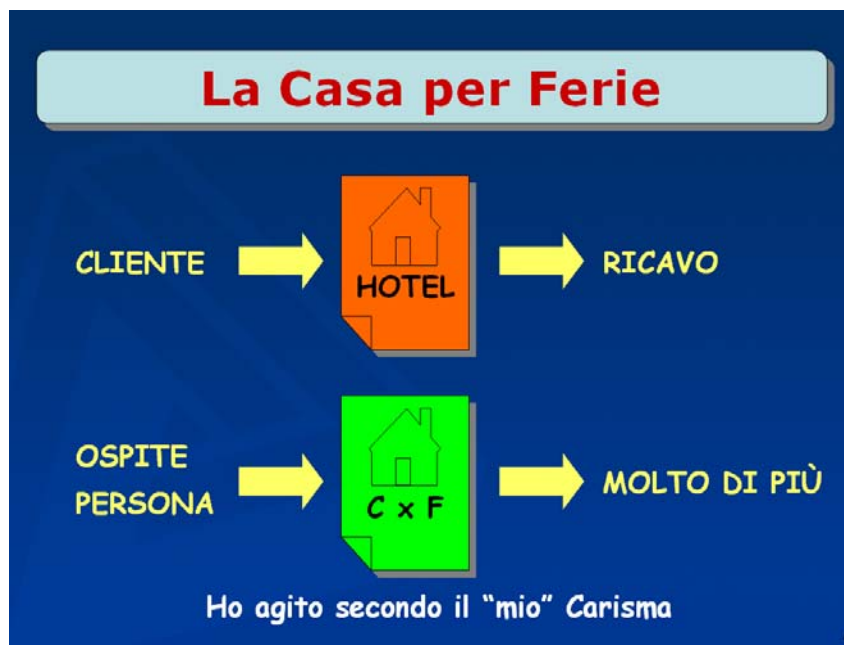 La Casa per Ferie
CLIENTE
HOTEL
RICAVO
OSPITE
PERSONA
C x F
MOLTO DI PIÙ
Ho agito secondo il “mio” Carisma